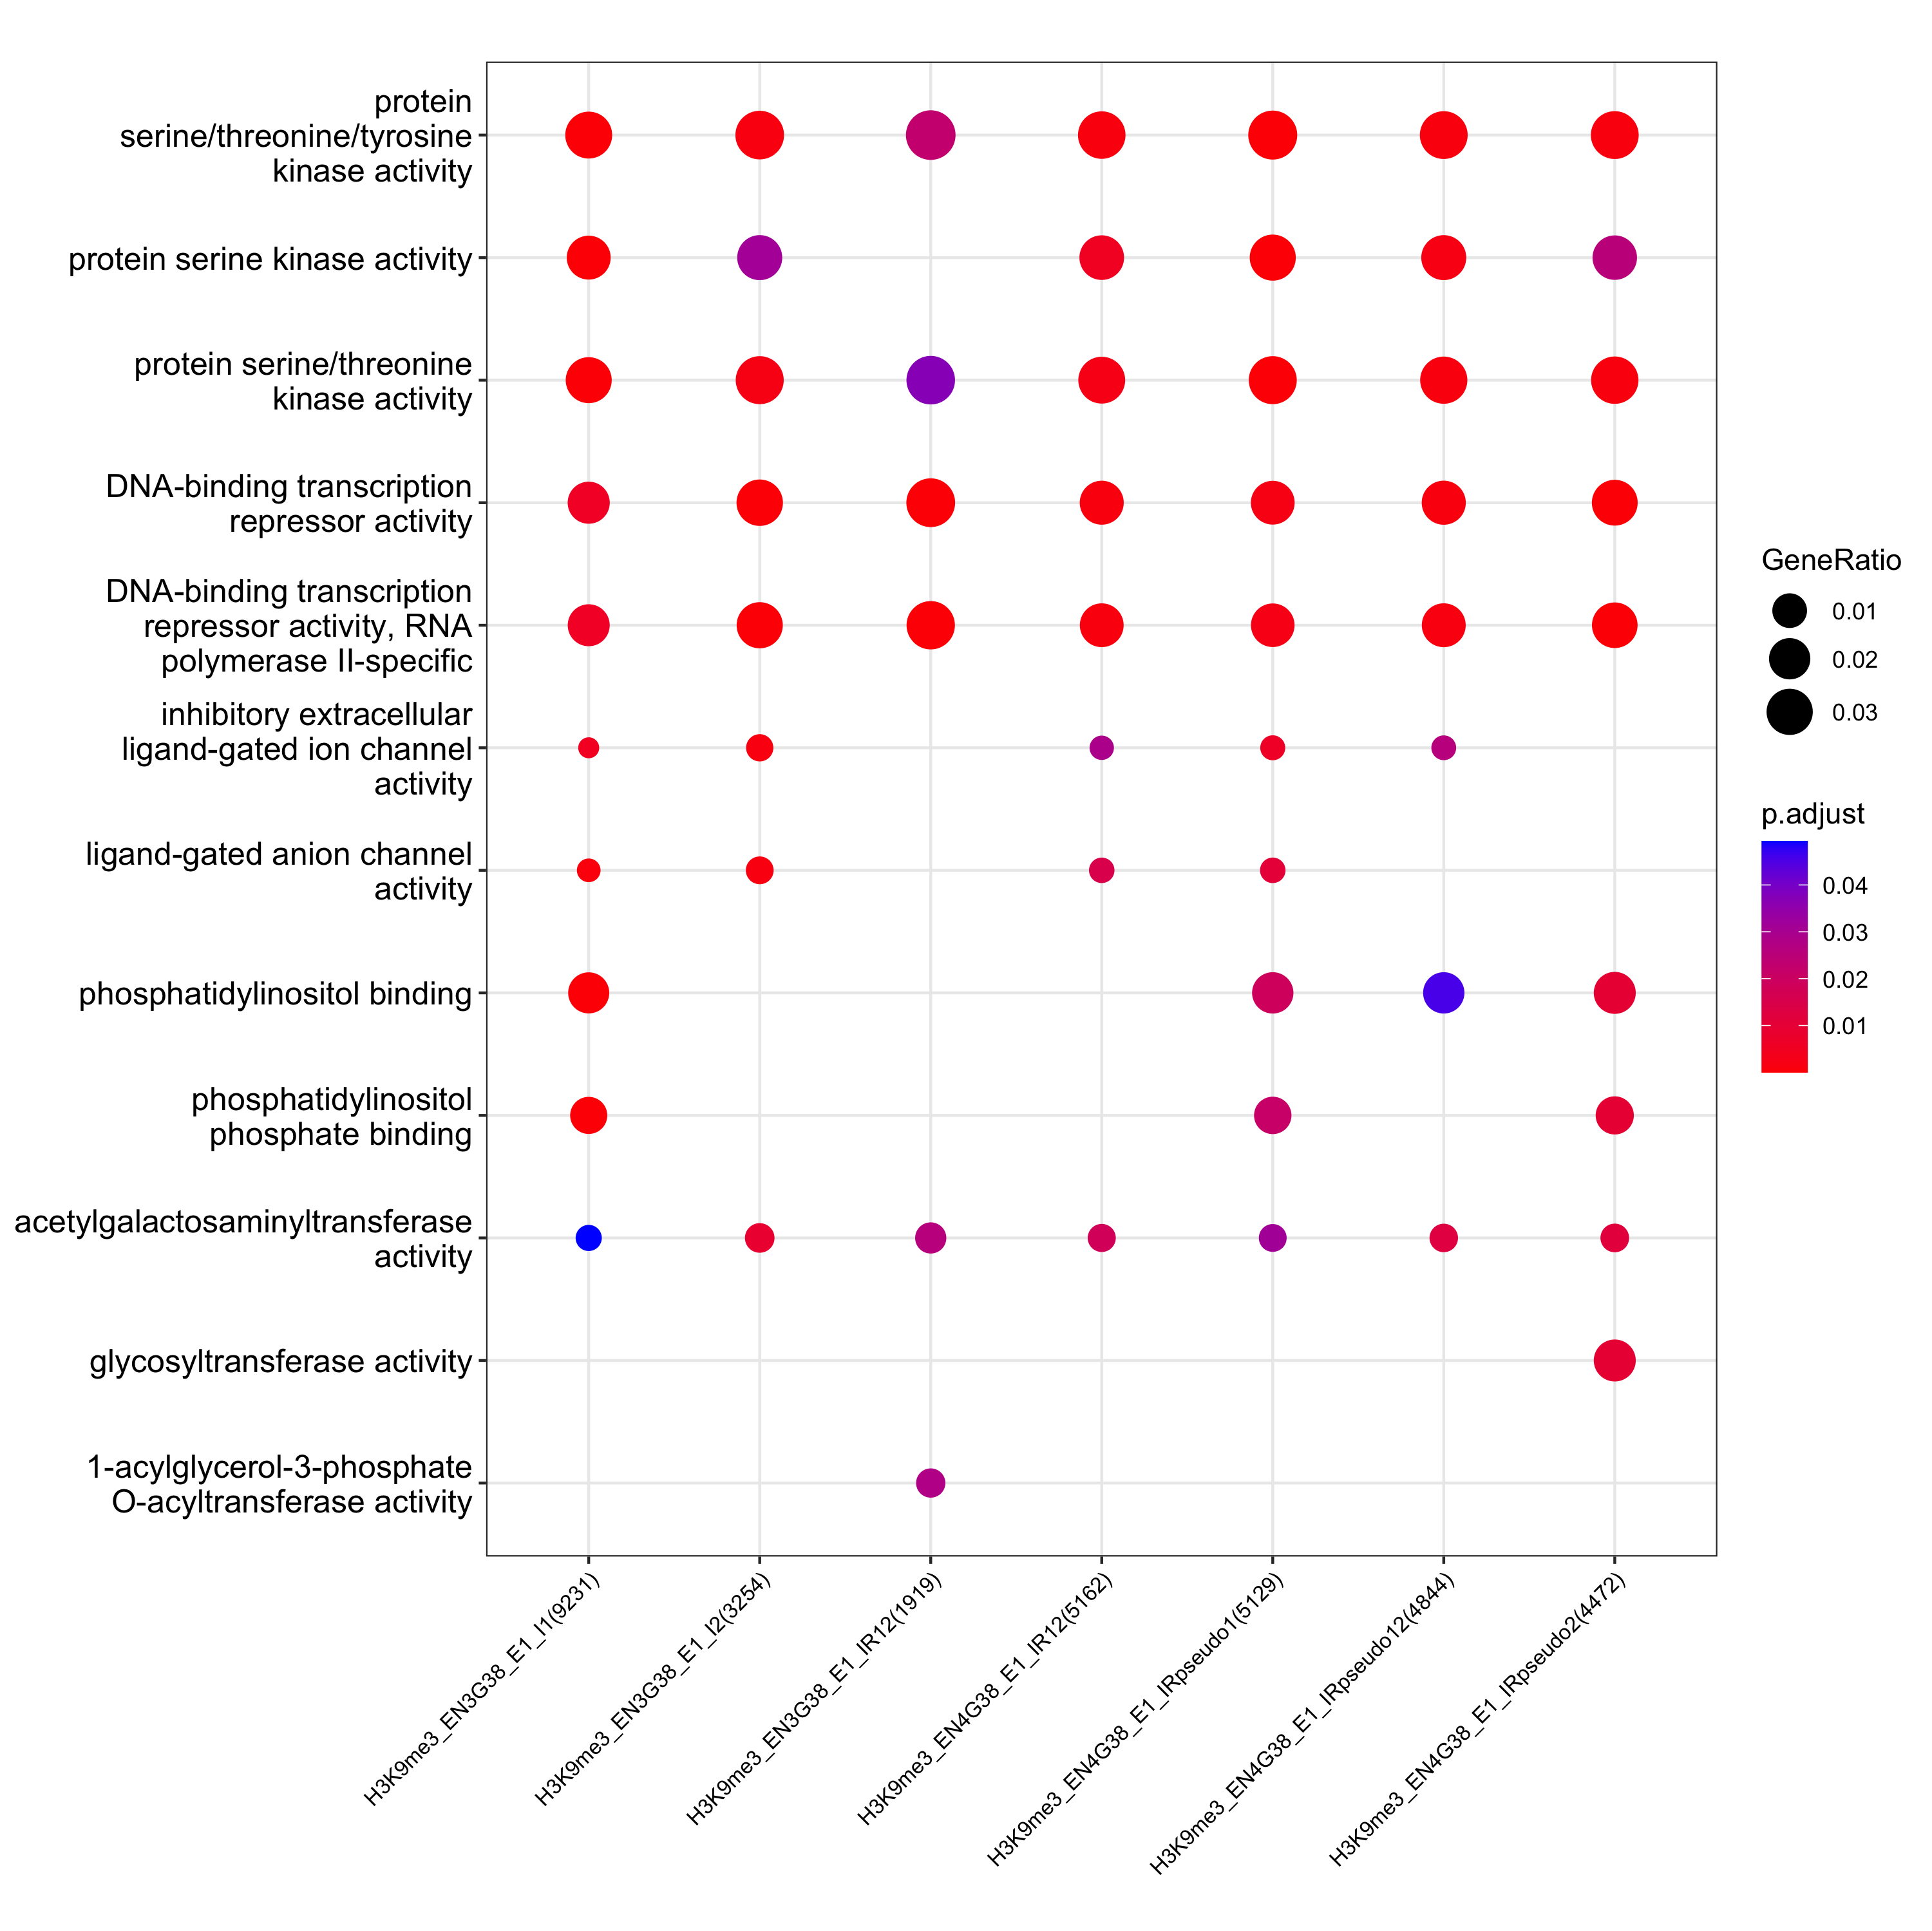 protein
serine/threonine/tyrosine
kinase activity
protein serine kinase activity
protein serine/threonine
kinase activity
DNA-binding transcription
repressor activity
DNA-binding transcription
repressor activity, RNA
polymerase II-specific
inhibitory extracellular
ligand-gated ion channel
activity
ligand-gated anion channel
activity
phosphatidylinositol binding
phosphatidylinositol
phosphate binding
acetylgalactosaminyltransferase
activity
glycosyltransferase activity
1-acylglycerol-3-phosphate
O-acyltransferase activity
H3K9me3_EN3G38_E1_I1(9231)
H3K9me3_EN3G38_E1_I2(3254)
H3K9me3_EN3G38_E1_IR12(1919)
H3K9me3_EN4G38_E1_IR12(5162)
H3K9me3_EN4G38_E1_IRpseudo1(5129)
H3K9me3_EN4G38_E1_IRpseudo12(4844)
H3K9me3_EN4G38_E1_IRpseudo2(4472)
GeneRatio
0.01
0.02
0.03
p.adjust
0.04
0.03
0.02
0.01